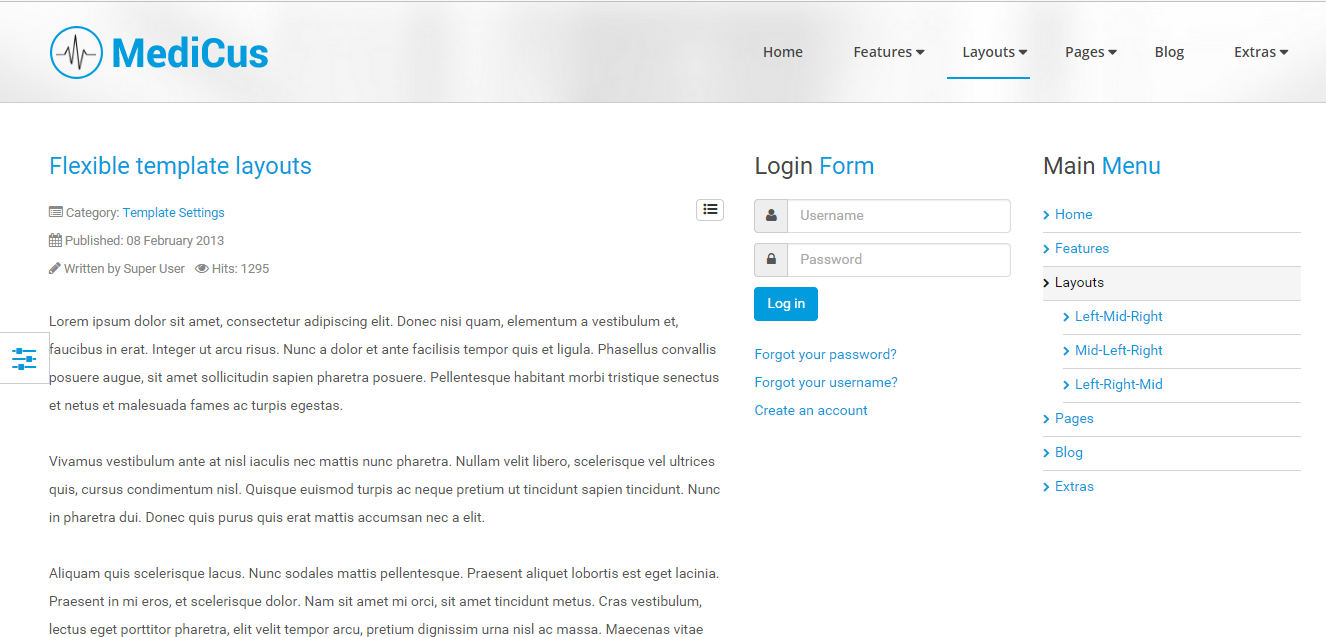 MediCus
Home Features Layouts Pages Blog Extras
Flexible template layouts
Category: Template Settings
Published: 08 February 2013
Written by Super User Hits: 1295
Lorem ipsum dolor sit amet, consectetur adipiscing elit. Donec nisi quam, elementum a vestibulum et,
faucibus in erat. Integer ut arcu risus. Nunc a dolor et ante facilisis tempor quis et ligula. Phasellus convallis
posuere augue, sit amet sollicitudin sapien pharetra posuere. Pellentesque habitant morbi tristique senectus
et netus et malesuada fames ac turpis egestas.
Vivamus vestibulum ante at nisl iaculis nec mattis nunc pharetra. Nullam velit libero, scelerisque vel ultrices
quis, cursus condimentum nisl. Quisque euismod turpis ac neque pretium ut tincidunt sapien tincidunt. Nunc
in pharetra dui. Donec quis purus quis erat mattis accumsan nec a elit.
Aliquam quis scelerisque lacus. Nunc sodales mattis pellentesque. Praesent aliquet lobortis est eget lacinia.
Praesent in mi eros, et scelerisque dolor. Nam sit amet mi orci, sit amet tincidunt metus. Cras vestibulum,
lectus eget porttitor pharetra, elit velit tempor arcu, pretium dignissim urna nisl ac massa. Maecenas vitae
Login Form
Username
Password
Log in
Forgot your password?
Forgot your username?
Create an account
Main Menu
Home
Features
Layouts
Left-Mid-Right
Mid-Left-Right
Left-Right-Mid
Pages
Blog
Extras